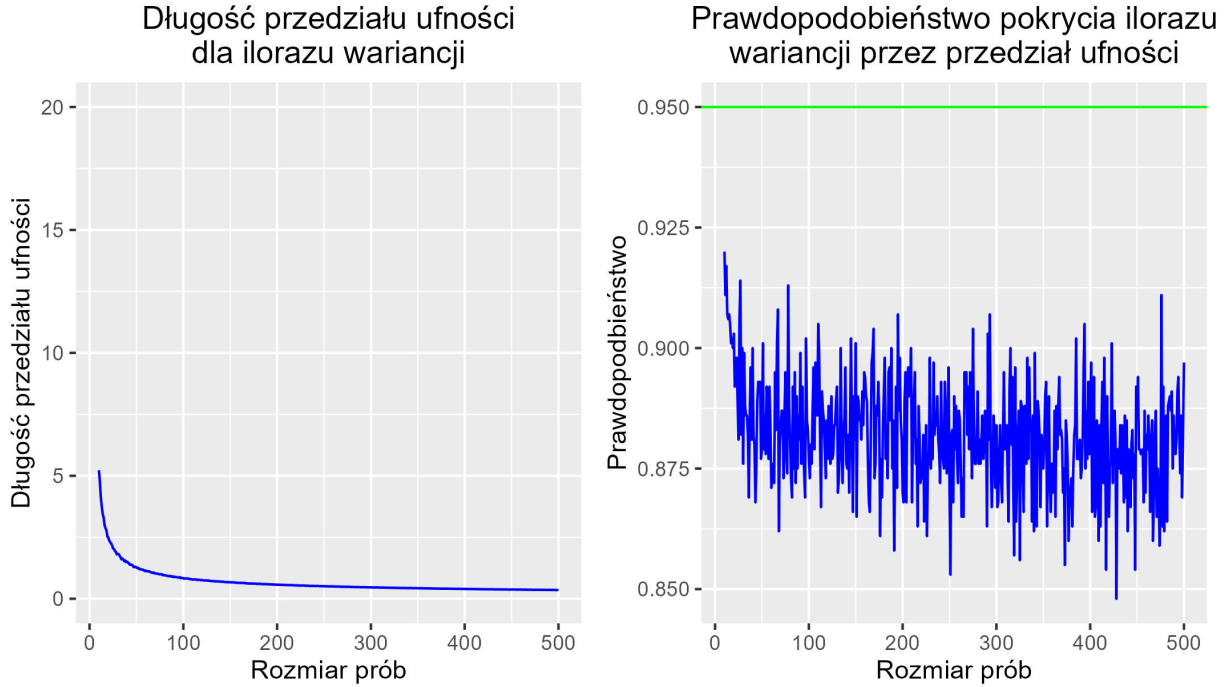 Długość przedziału ufności
dla ilorazu wariancji
20
15
10
5
0
Długość przedziału ufności
0 100 200 300 400 500
Rozmiar prób
Prawdopodobieństwo pokrycia ilorazu
wariancji przez przedział ufności
0.950
0.925
0.900
0.875
0.850
Prawdopodbieństwo
0 100 200 300 400 500
Rozmiar prób